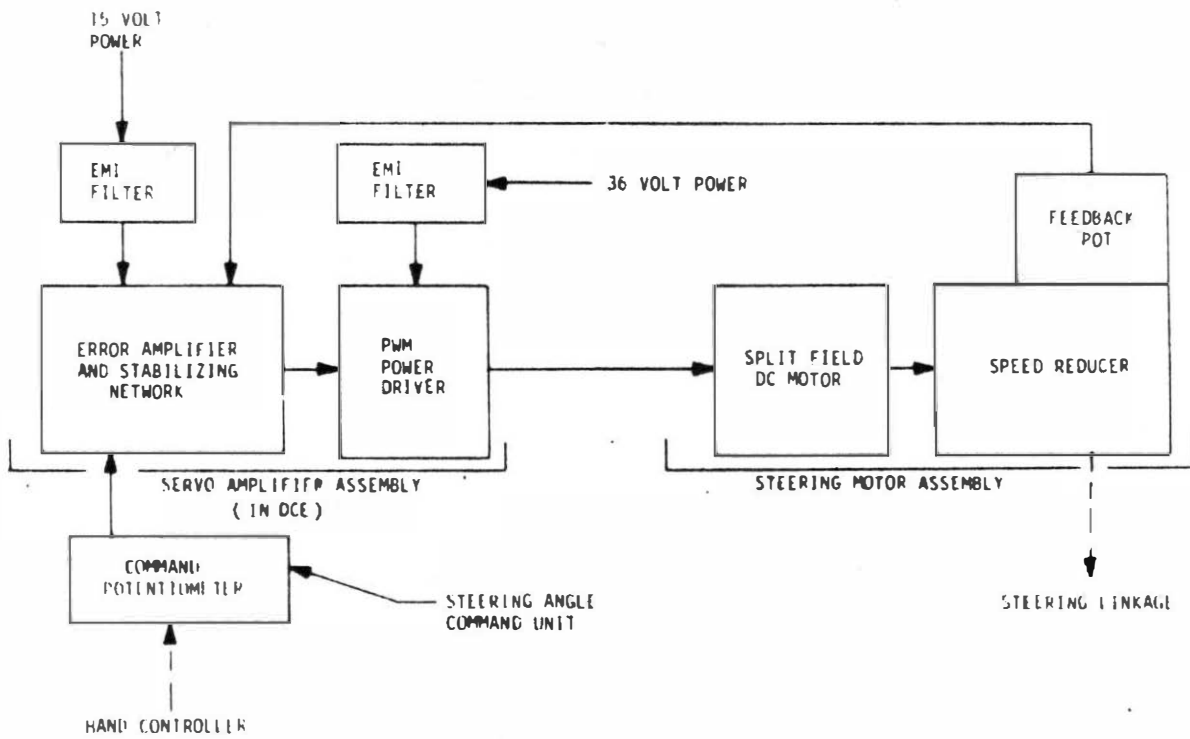 15 VOLT
POWER
EMI
FILTER
EMI
FILTER
36 VOLT POWER
FEEDBACK
POT
ERROR AMPLIFIER
AND STABILIZING
NETWORK
PWM
POWER
DRIVER
SPLIT FIELD
DC MOTOR
SPEED REDUCER
SERVO AMPLIFIER ASSEMBLY
( IN DCE )
STEERING MOTOR ASSEMBLY
COMMAND
POTENTIOMETER
STEERING ANGLE
COMMAND UNIT
STEERING LINKAGE
HAND CONTROLLER